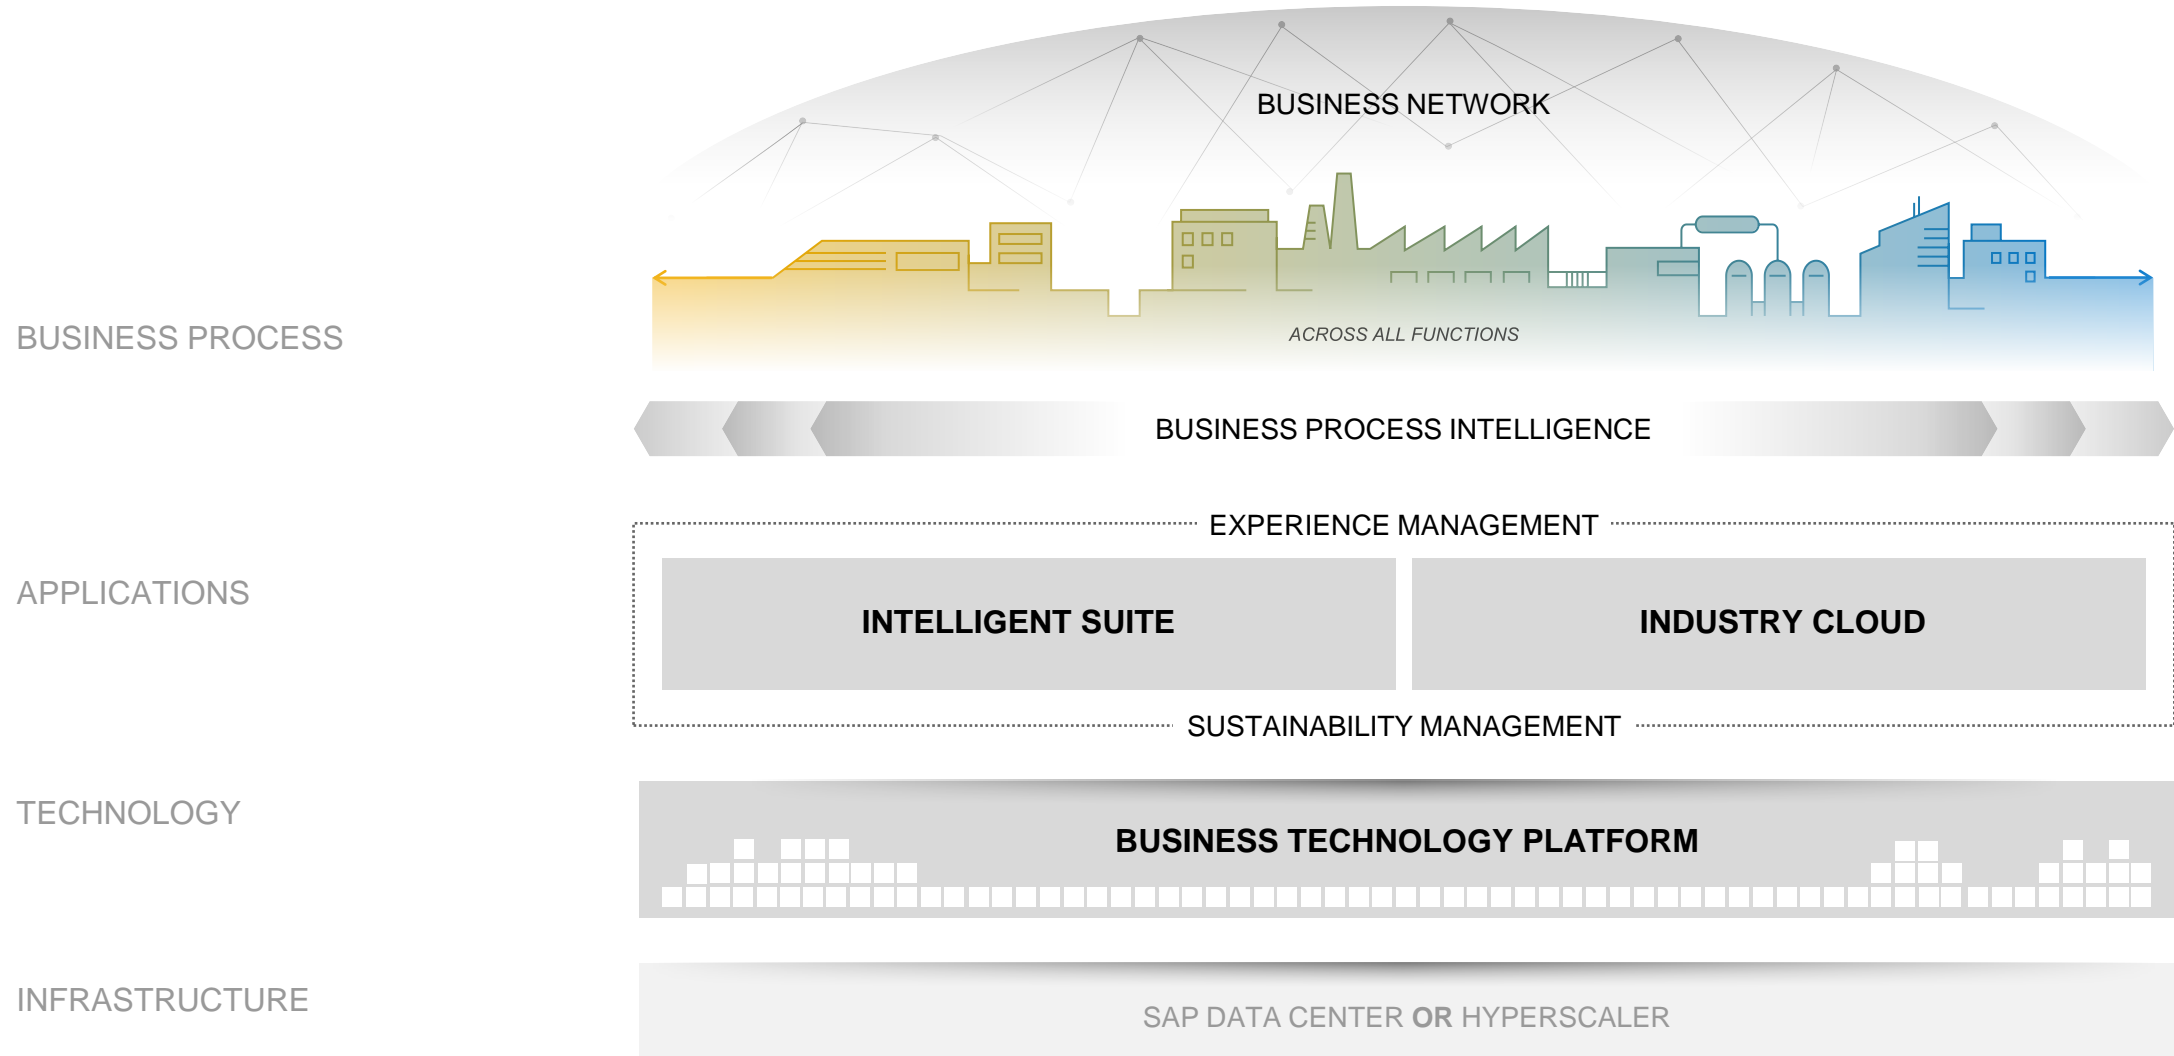 BUSINESS NETWORK
BUSINESS PROCESS
ACROSS ALL FUNCTIONS
BUSINESS PROCESS INTELLIGENCE
EXPERIENCE MANAGEMENT
APPLICATIONS
INTELLIGENT SUITE
INDUSTRY CLOUD
SUSTAINABILITY MANAGEMENT
TECHNOLOGY
BUSINESS TECHNOLOGY PLATFORM
INFRASTRUCTURE
SAP DATA CENTER OR HYPERSCALER